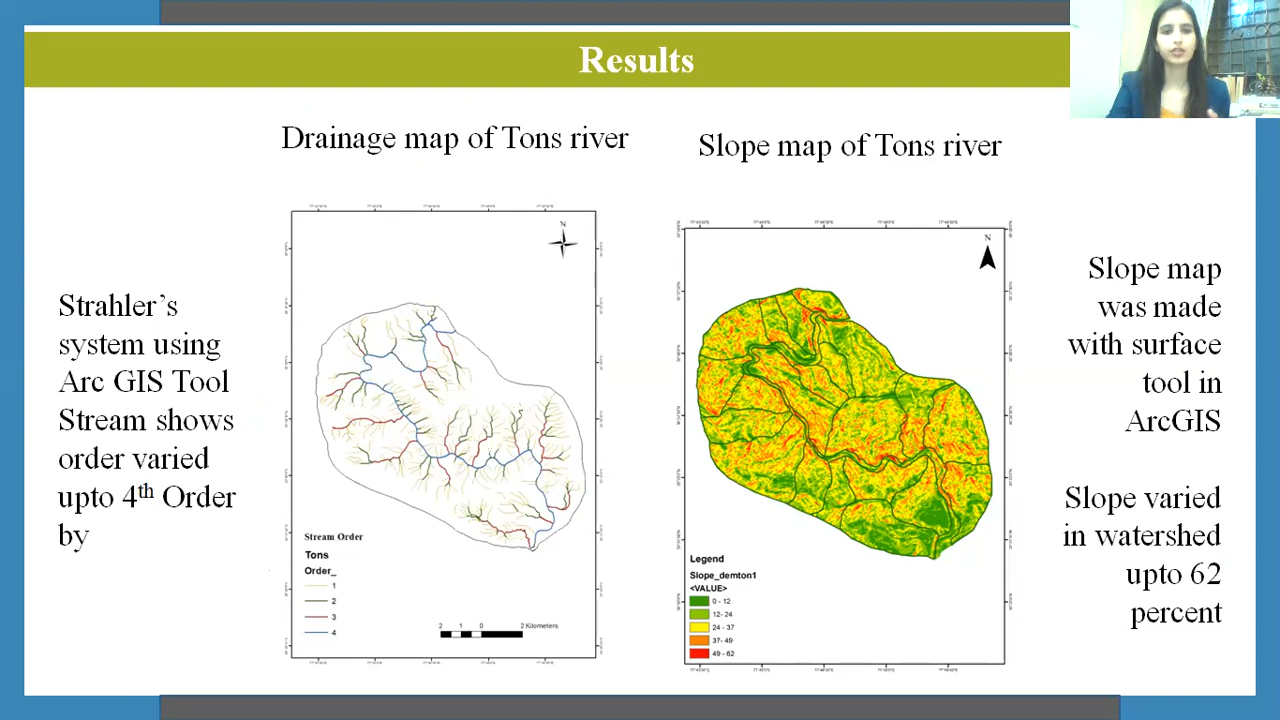 Results
Drainage map of Tons river
Slope map of Tons river
Strahler's
system using
Arc GIS Tool
Stream shows
order varied
upto 4th Order
by
N
Stream Order
Tons
Order_
1
2
3
4
2 1 0 2 Kilometers
N
Legend
Slope_demton1
<VALUE>
0 - 12
12- 24
24 - 37
37- 49
49 - 62
Slope map
was made
with surface
tool in
ArcGIS
Slope varied
in watershed
upto 62
percent